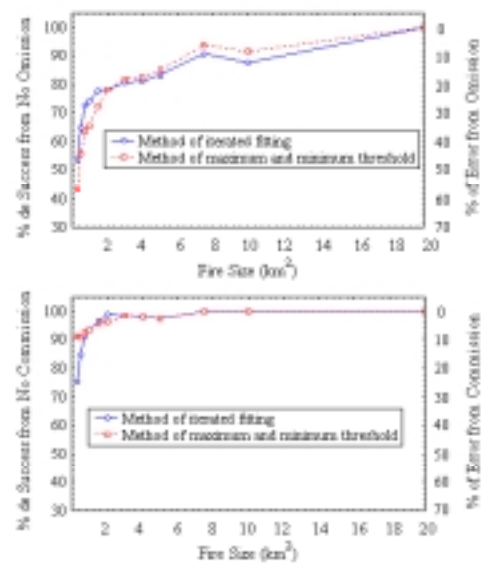 % de Success from No Omission
100
90
80
70
60
50
40
30
Method of iterated fitting
Method of maximum and minimum threshold
0
10
20
30
40
50
60
70
% of Error from Omission
2 4 6 8 10 12 14 16 18 20
Fire Size (km²)
% de Success from No Commission
100
90
80
70
60
50
40
30
Method of iterated fitting
Method of maximum and minimum threshold
0
10
20
30
40
50
60
70
% of Error from Commission
2 4 6 8 10 12 14 16 18 20
Fire Size (km²)